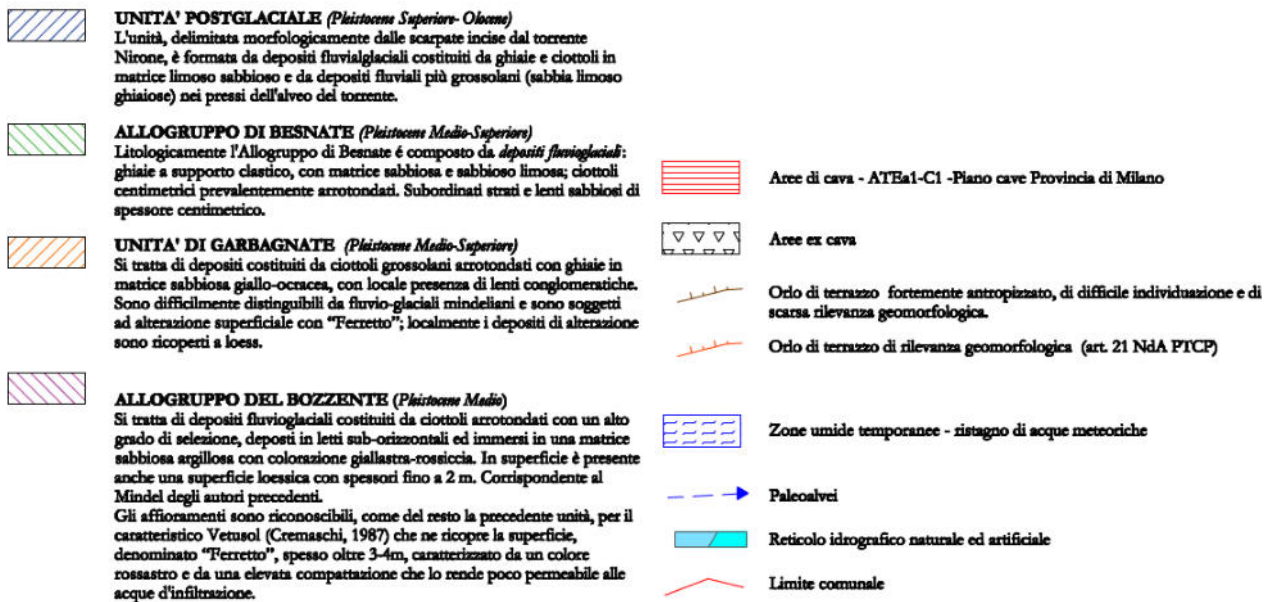 UNITA' POSTGLACIALE (Pleistocene Superiore- Olocene)
L'unità, delimitata morfologicamente dalle scarpate incise dal torrente
Nirone, è formata da depositi fluvialglaciali costituiti da ghiaie e ciottoli in
matrice limoso sabbioso e da depositi fluviali più grossolani (sabbia limoso
ghiaiose) nei pressi dell'alveo del torrente.
ALLOGRUPPO DI BESNATE (Pleistocene Medio-Superiore)
Litologicamente l'Allogruppo di Besnate é composto da depositi fluvioglaciali:
ghiaie a supporto clastico, con matrice sabbiosa e sabbioso limosa; ciottoli
centimetrici prevalentemente arrotondati. Subordinati strati e lenti sabbiosi di
spessore centimetrico.
UNITA' DI GARBAGNATE (Pleistocene Medio-Superiore)
Si tratta di depositi costituiti da ciottoli grossolani arrotondati con ghiaie in
matrice sabbiosa giallo-ocracea, con locale presenza di lenti conglomeratiche.
Sono difficilmente distinguibili da fluvio-glaciali mindeliani e sono soggetti
ad alterazione superficiale con "Ferretto"; localmente i depositi di alterazione
sono ricoperti a loess.
ALLOGRUPPO DEL BOZZENTE (Pleistocene Medio)
Si tratta di depositi fluvioglaciali costituiti da ciottoli arrotondati con un alto
grado di selezione, deposti in letti sub-orizzontali ed immersi in una matrice
sabbiosa argillosa con colorazione giallastra-rossiccia. In superficie è presente
anche una superficie loessica con spessori fino a 2 m. Corrispondente al
Mindel degli autori precedenti.
Gli affioramenti sono riconoscibili, come del resto la precedente unità, per il
caratteristico Vetusol (Cremaschi, 1987) che ne ricopre la superficie,
denominato "Ferretto", spesso oltre 3-4m, caratterizzato da un colore
rossastro e da una elevata compattazione che lo rende poco permeabile alle
acque d'infiltrazione.
Aree di cava - ATEa1-C1 -Piano cave Provincia di Milano
Aree ex cava
Orlo di terrazzo fortemente antropizzato, di difficile individuazione e di
scarsa rilevanza geomorfologica.
Orlo di terrazzo di rilevanza geomorfologica (art. 21 NdA PTCP)
Zone umide temporanee - ristagno di acque meteoriche
Paleoalvei
Reticolo idrografico naturale ed artificiale
Limite comunale